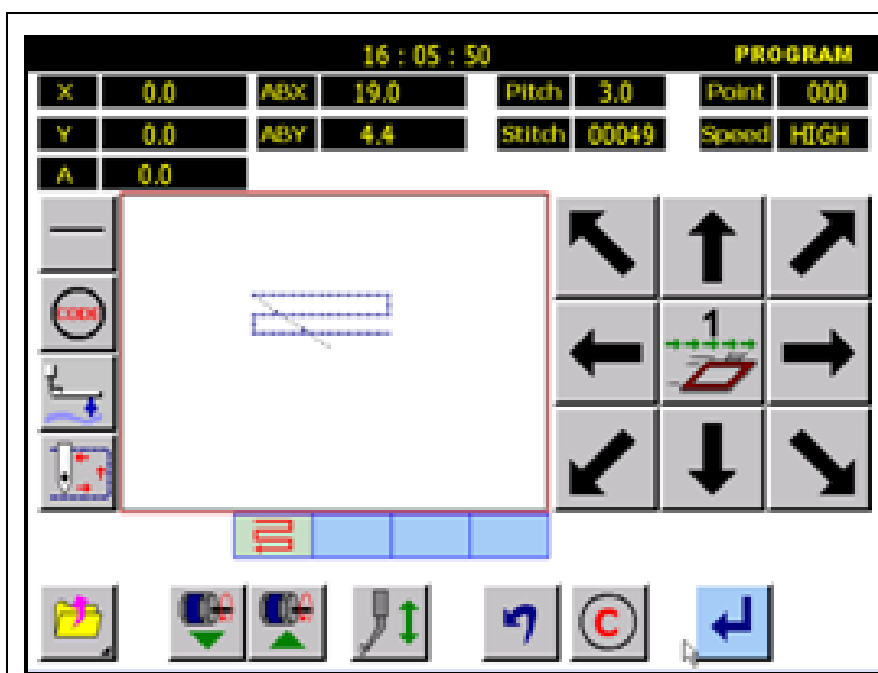 16 : 05 : 50 PROGRAM
X 0.0 ABX 19.0 Pitch 3.0 Point 000
Y 0.0 ABY 4.4 Stitch 00049 Speed HIGH
A 0.0
1
CODE
C